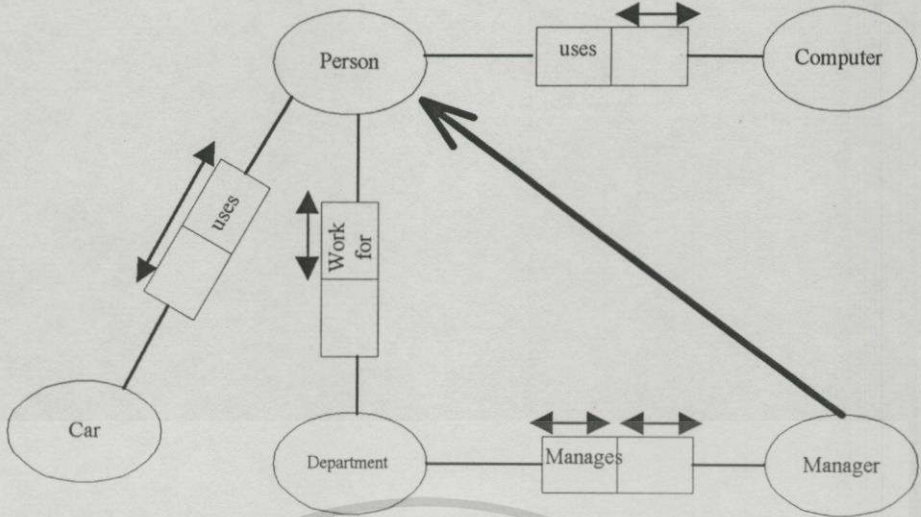 Person
uses
Computer
uses
Work
for
Car
Department
Manages
Manager